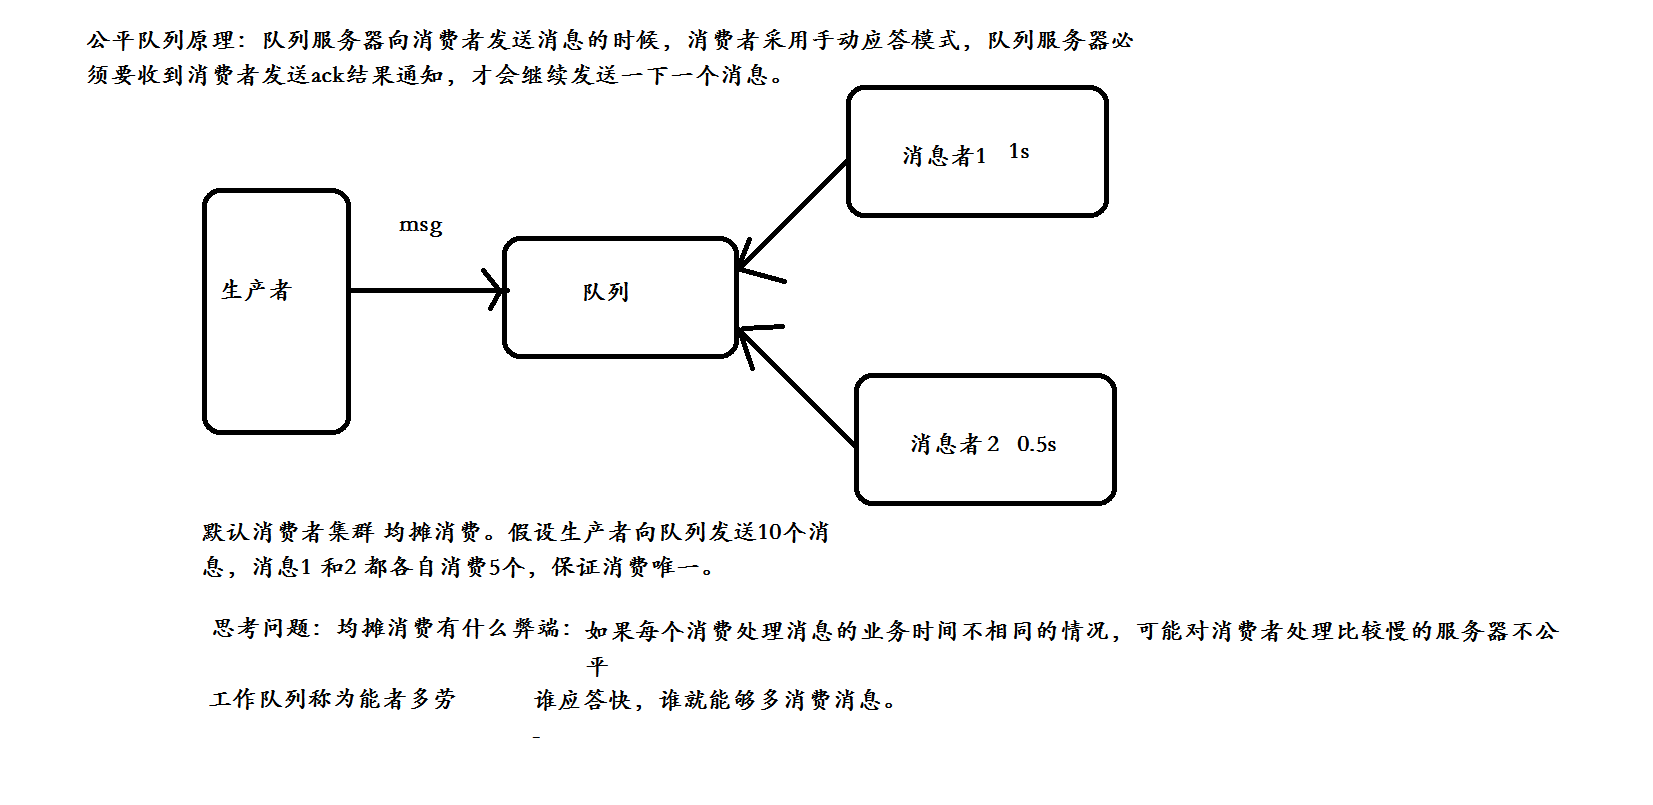 公平队列原理：队列服务器向消费者发送消息的时候，消费者采用手动应答模式，队列服务器必
须要收到消费者发送ack结果通知，才会继续发送一下一个消息。
消息者1 1s
msg
生产者
队列
消息者２ 0.5s
默认消费者集群 均摊消费。假设生产者向队列发送10个消
息，消息1 和2 都各自消费5个，保证消费唯一。
思考问题：均摊消费有什么弊端：如果每个消费处理消息的业务时间不相同的情况，可能对消费者处理比较慢的服务器不公
平
工作队列称为能者多劳 谁应答快，谁就能够多消费消息。
-